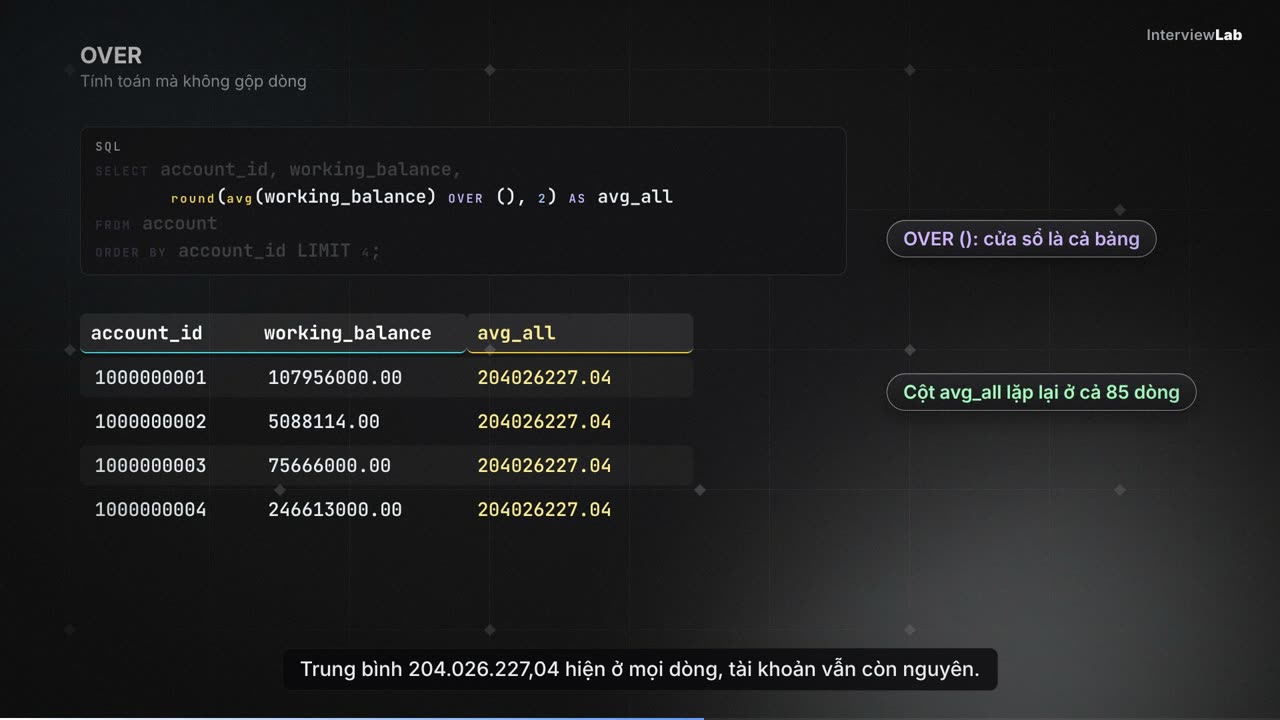 InterviewLab
OVER
Tính toán mà không gộp dòng
SQL
SELECT account_id, working_balance,
round(avg(working_balance) OVER (), 2) AS avg_all
FROM account
ORDER BY account_id LIMIT 4;
OVER (): cửa sổ là cả bảng
account_id working_balance avg_all
1000000001 107956000.00 204026227.04
Cột avg_all lặp lại ở cả 85 dòng
1000000002 5088114.00 204026227.04
1000000003 75666000.00 204026227.04
1000000004 246613000.00 204026227.04
Trung bình 204.026.227,04 hiện ở mọi dòng, tài khoản vẫn còn nguyên.